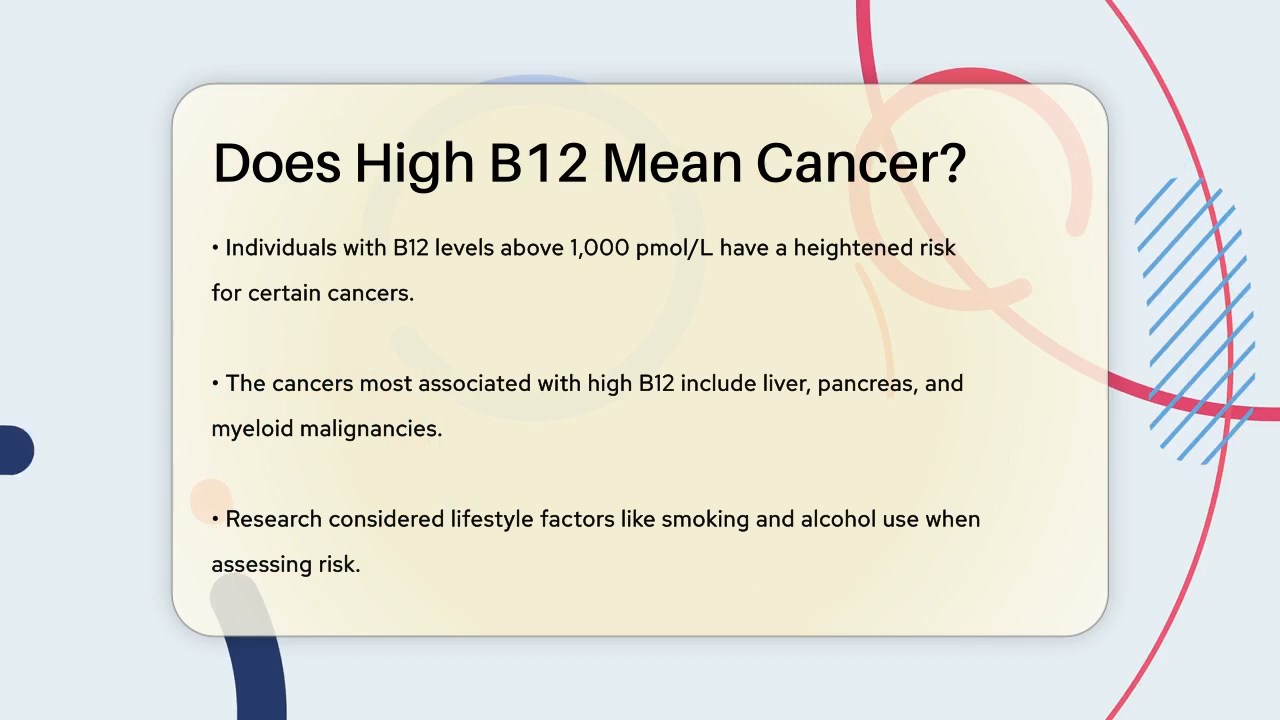 Does High B12 Mean Cancer?
• Individuals with B12 levels above 1,000 pmol/L have a heightened risk
for certain cancers.
• The cancers most associated with high B12 include liver, pancreas, and
myeloid malignancies.
• Research considered lifestyle factors like smoking and alcohol use when
assessing risk.